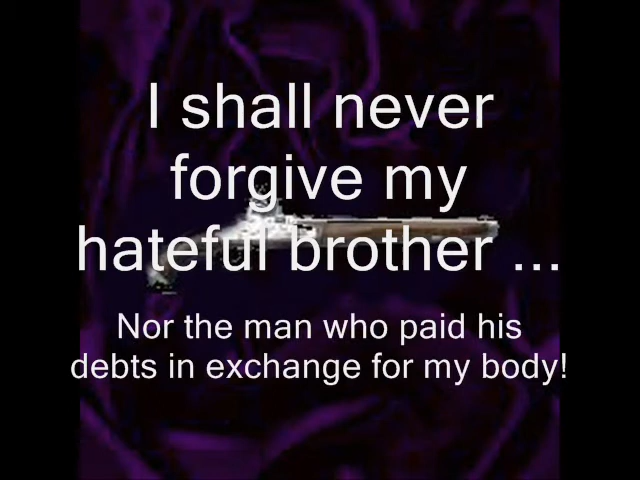 I shall never
forgive my
hateful brother ...
Nor the man who paid his
debts in exchange for my body!